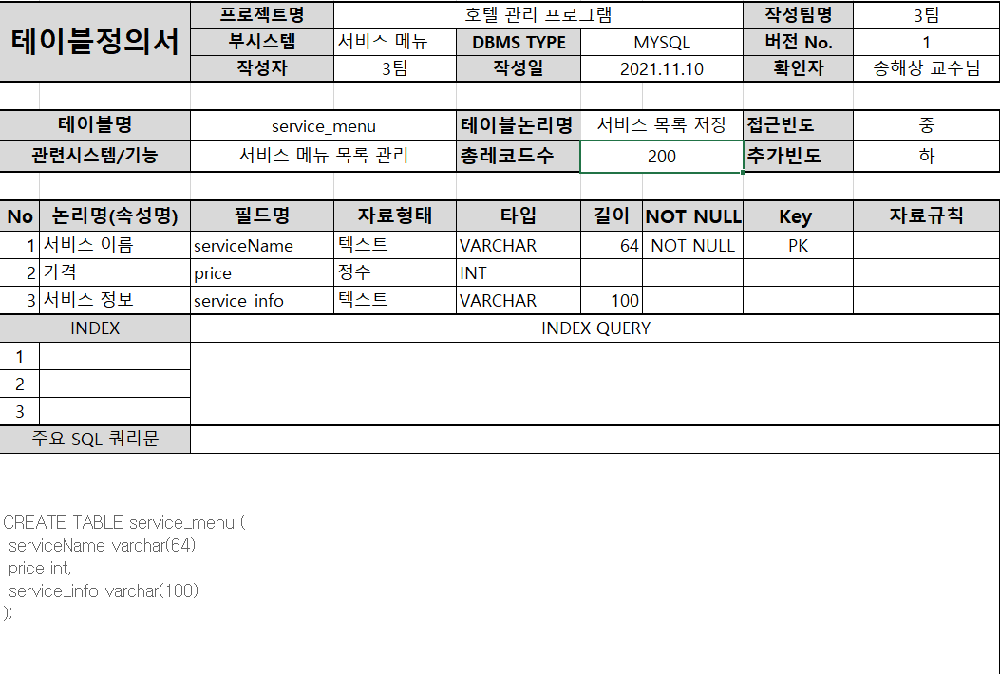 테이블정의서 프로젝트명 호텔 관리 프로그램 작성팀명 3팀
부시스템 서비스 메뉴 DBMS TYPE MYSQL 버전 No. 1
작성자 3팀 작성일 2021.11.10 확인자 송해상 교수님
테이블명 service_menu 테이블논리명 서비스 목록 저장 접근빈도 중
관련시스템/기능 서비스 메뉴 목록 관리 총레코드수 200 추가빈도 하
No 논리명(속성명) 필드명 자료형태 타입 길이 NOT NULL Key 자료규칙
1 서비스 이름 serviceName 텍스트 VARCHAR 64 NOT NULL PK
2 가격 price 정수 INT
3 서비스 정보 service_info 텍스트 VARCHAR 100
INDEX INDEX QUERY
1
2
3
주요 SQL 쿼리문
CREATE TABLE service_menu (
serviceName varchar(64),
price int,
service_info varchar(100)
);